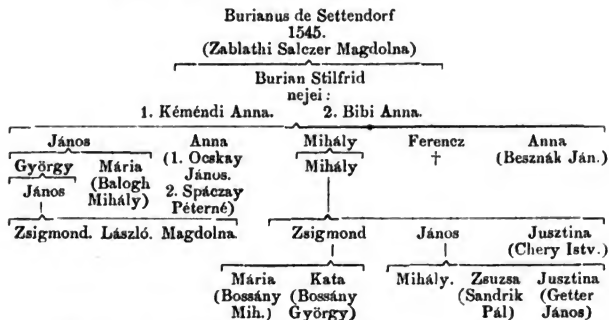 Burianus de Settendorf
1545.
(Zablathi Salczer Magdolna)
Burian Stilfrid
nejei:
1. Kéméndi Anna. 2. Bibi Anna.
János Anna Mihály Ferencz Anna
György Mária (1. Ocskay Mihály † (Besznák Ján.)
János (Balogh János.
Mihály) 2. Spáczay
Péterné)
Zsigmond. László. Magdolna. Zsigmond János Jusztina
(Chery Istv.)
Mária Kata Mihály. Zsuzsa Jusztina
(Bossány (Bossány (Sandrik (Getter
Mih.) György) Pál) János)